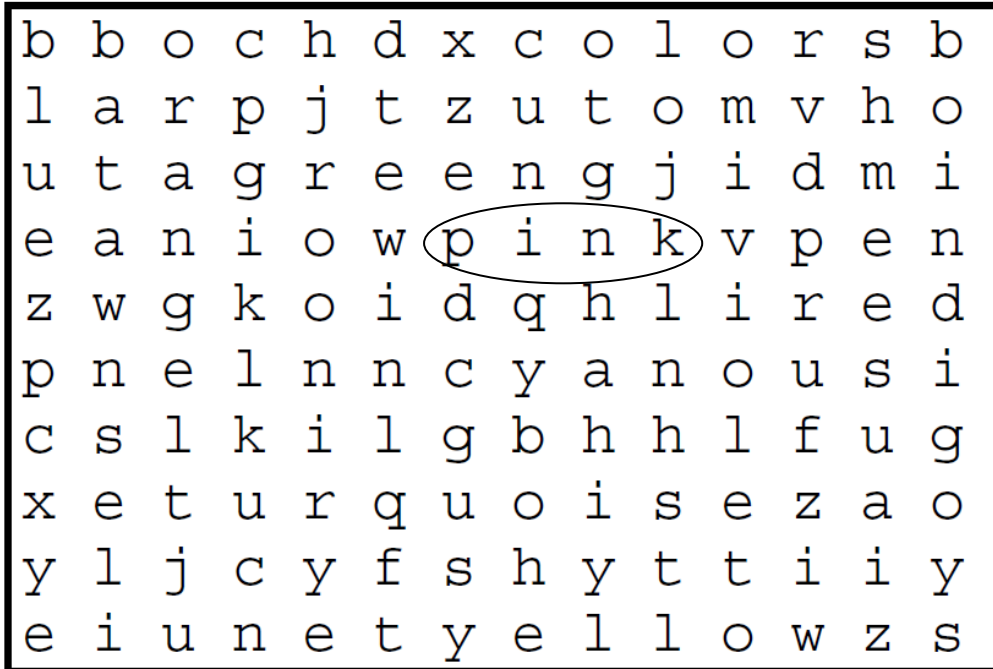 b b o c h d x c o l o r s b
l a r p j t z u t o m v h o
u t a g r e e n g j i d m i
e a n i o w p i n k v p e n
z w g k o i d q h l i r e d
p n e l n n c y a n o u s i
c s l k i l g b h h l f u g
x e t u r q u o i s e z a o
y l j c y f s h y t t i i y
e i u n e t y e l l o w z s